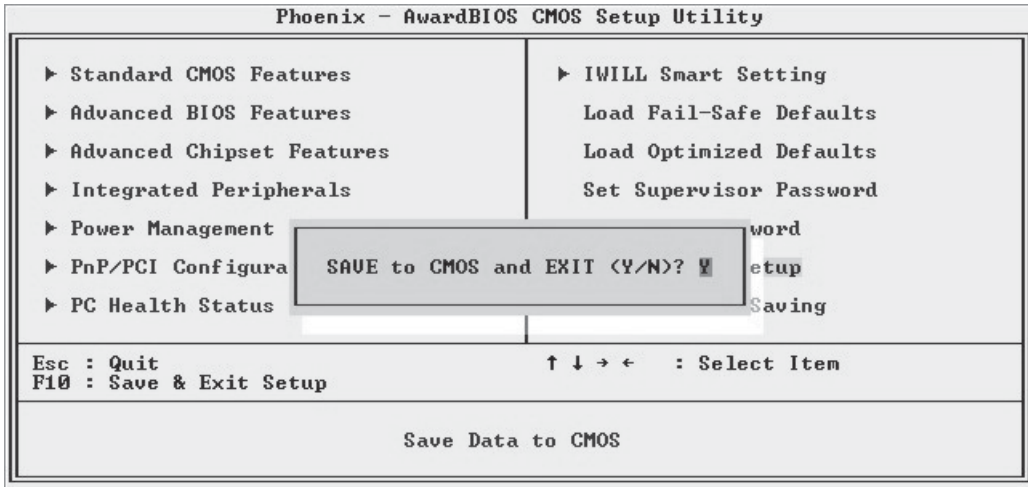 Phoenix - AwardBIOS CMOS Setup Utility
Standard CMOS Features
Advanced BIOS Features
Advanced Chipset Features
Integrated Peripherals
Power Management
PnP/PCI Configura
PC Health Status
IWILL Smart Setting
Load Fail-Safe Defaults
Load Optimized Defaults
Set Supervisor Password
word
etup
Saving
SAVE to CMOS and EXIT (Y/N)? Y
Esc : Quit
F10 : Save & Exit Setup
↑ ↓ → ← : Select Item
Save Data to CMOS